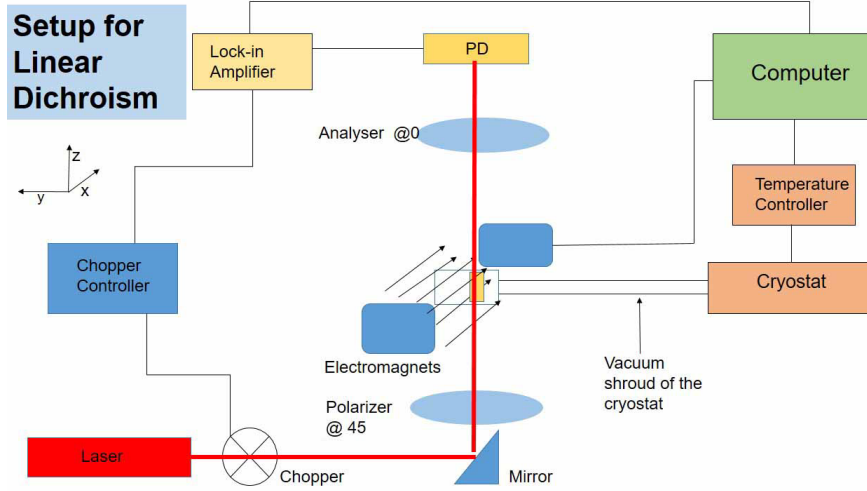 Setup for
Linear
Dichroism
Lock-in
Amplifier
PD
Computer
Analyser @0
z
y
x
Temperature
Controller
Chopper
Controller
Cryostat
Electromagnets
Vacuum
shroud of the
cryostat
Polarizer
@ 45
Laser
Chopper
Mirror